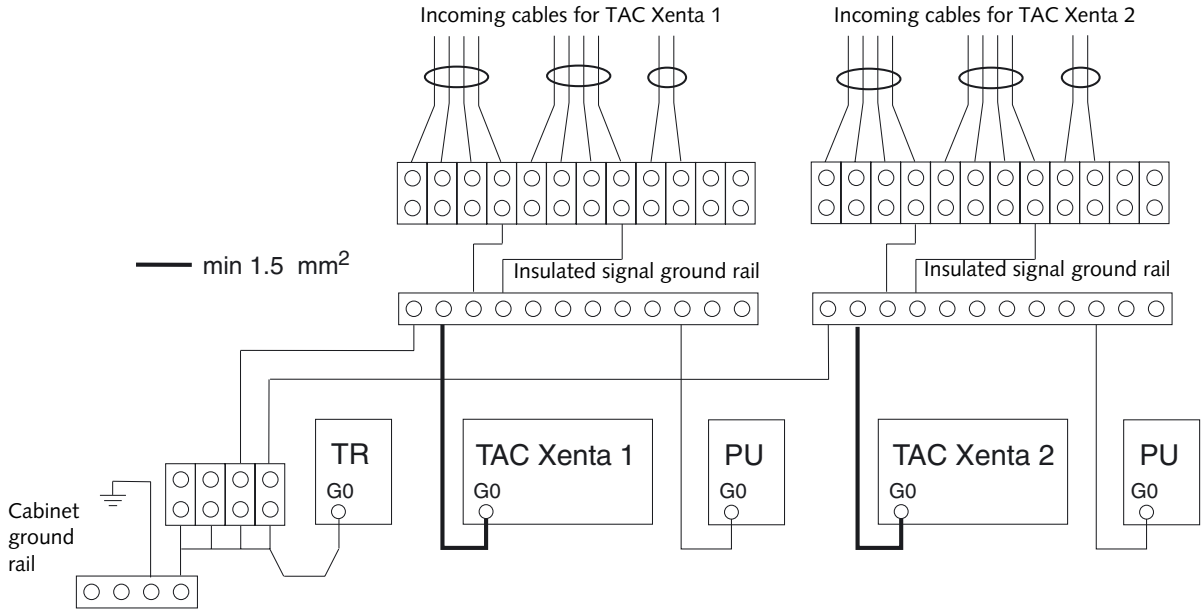 Incoming cables for TAC Xenta 1
Incoming cables for TAC Xenta 2
min 1.5 mm2
Insulated signal ground rail
Insulated signal ground rail
TR
G0
TAC Xenta 1
G0
PU
G0
TAC Xenta 2
G0
PU
G0
Cabinet
ground
rail